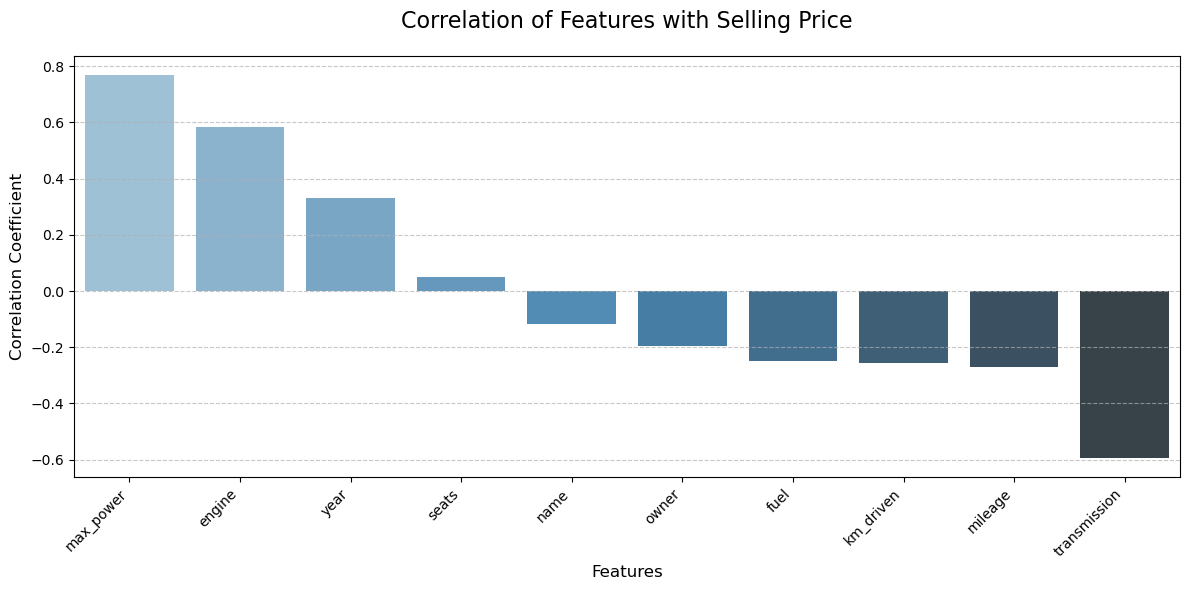 Correlation of Features with Selling Price
Correlation Coefficient
0.8
0.6
0.4
0.2
0.0
−0.2
−0.4
−0.6
max_power
engine
year
seats
name
owner
fuel
km_driven
mileage
transmission
Features